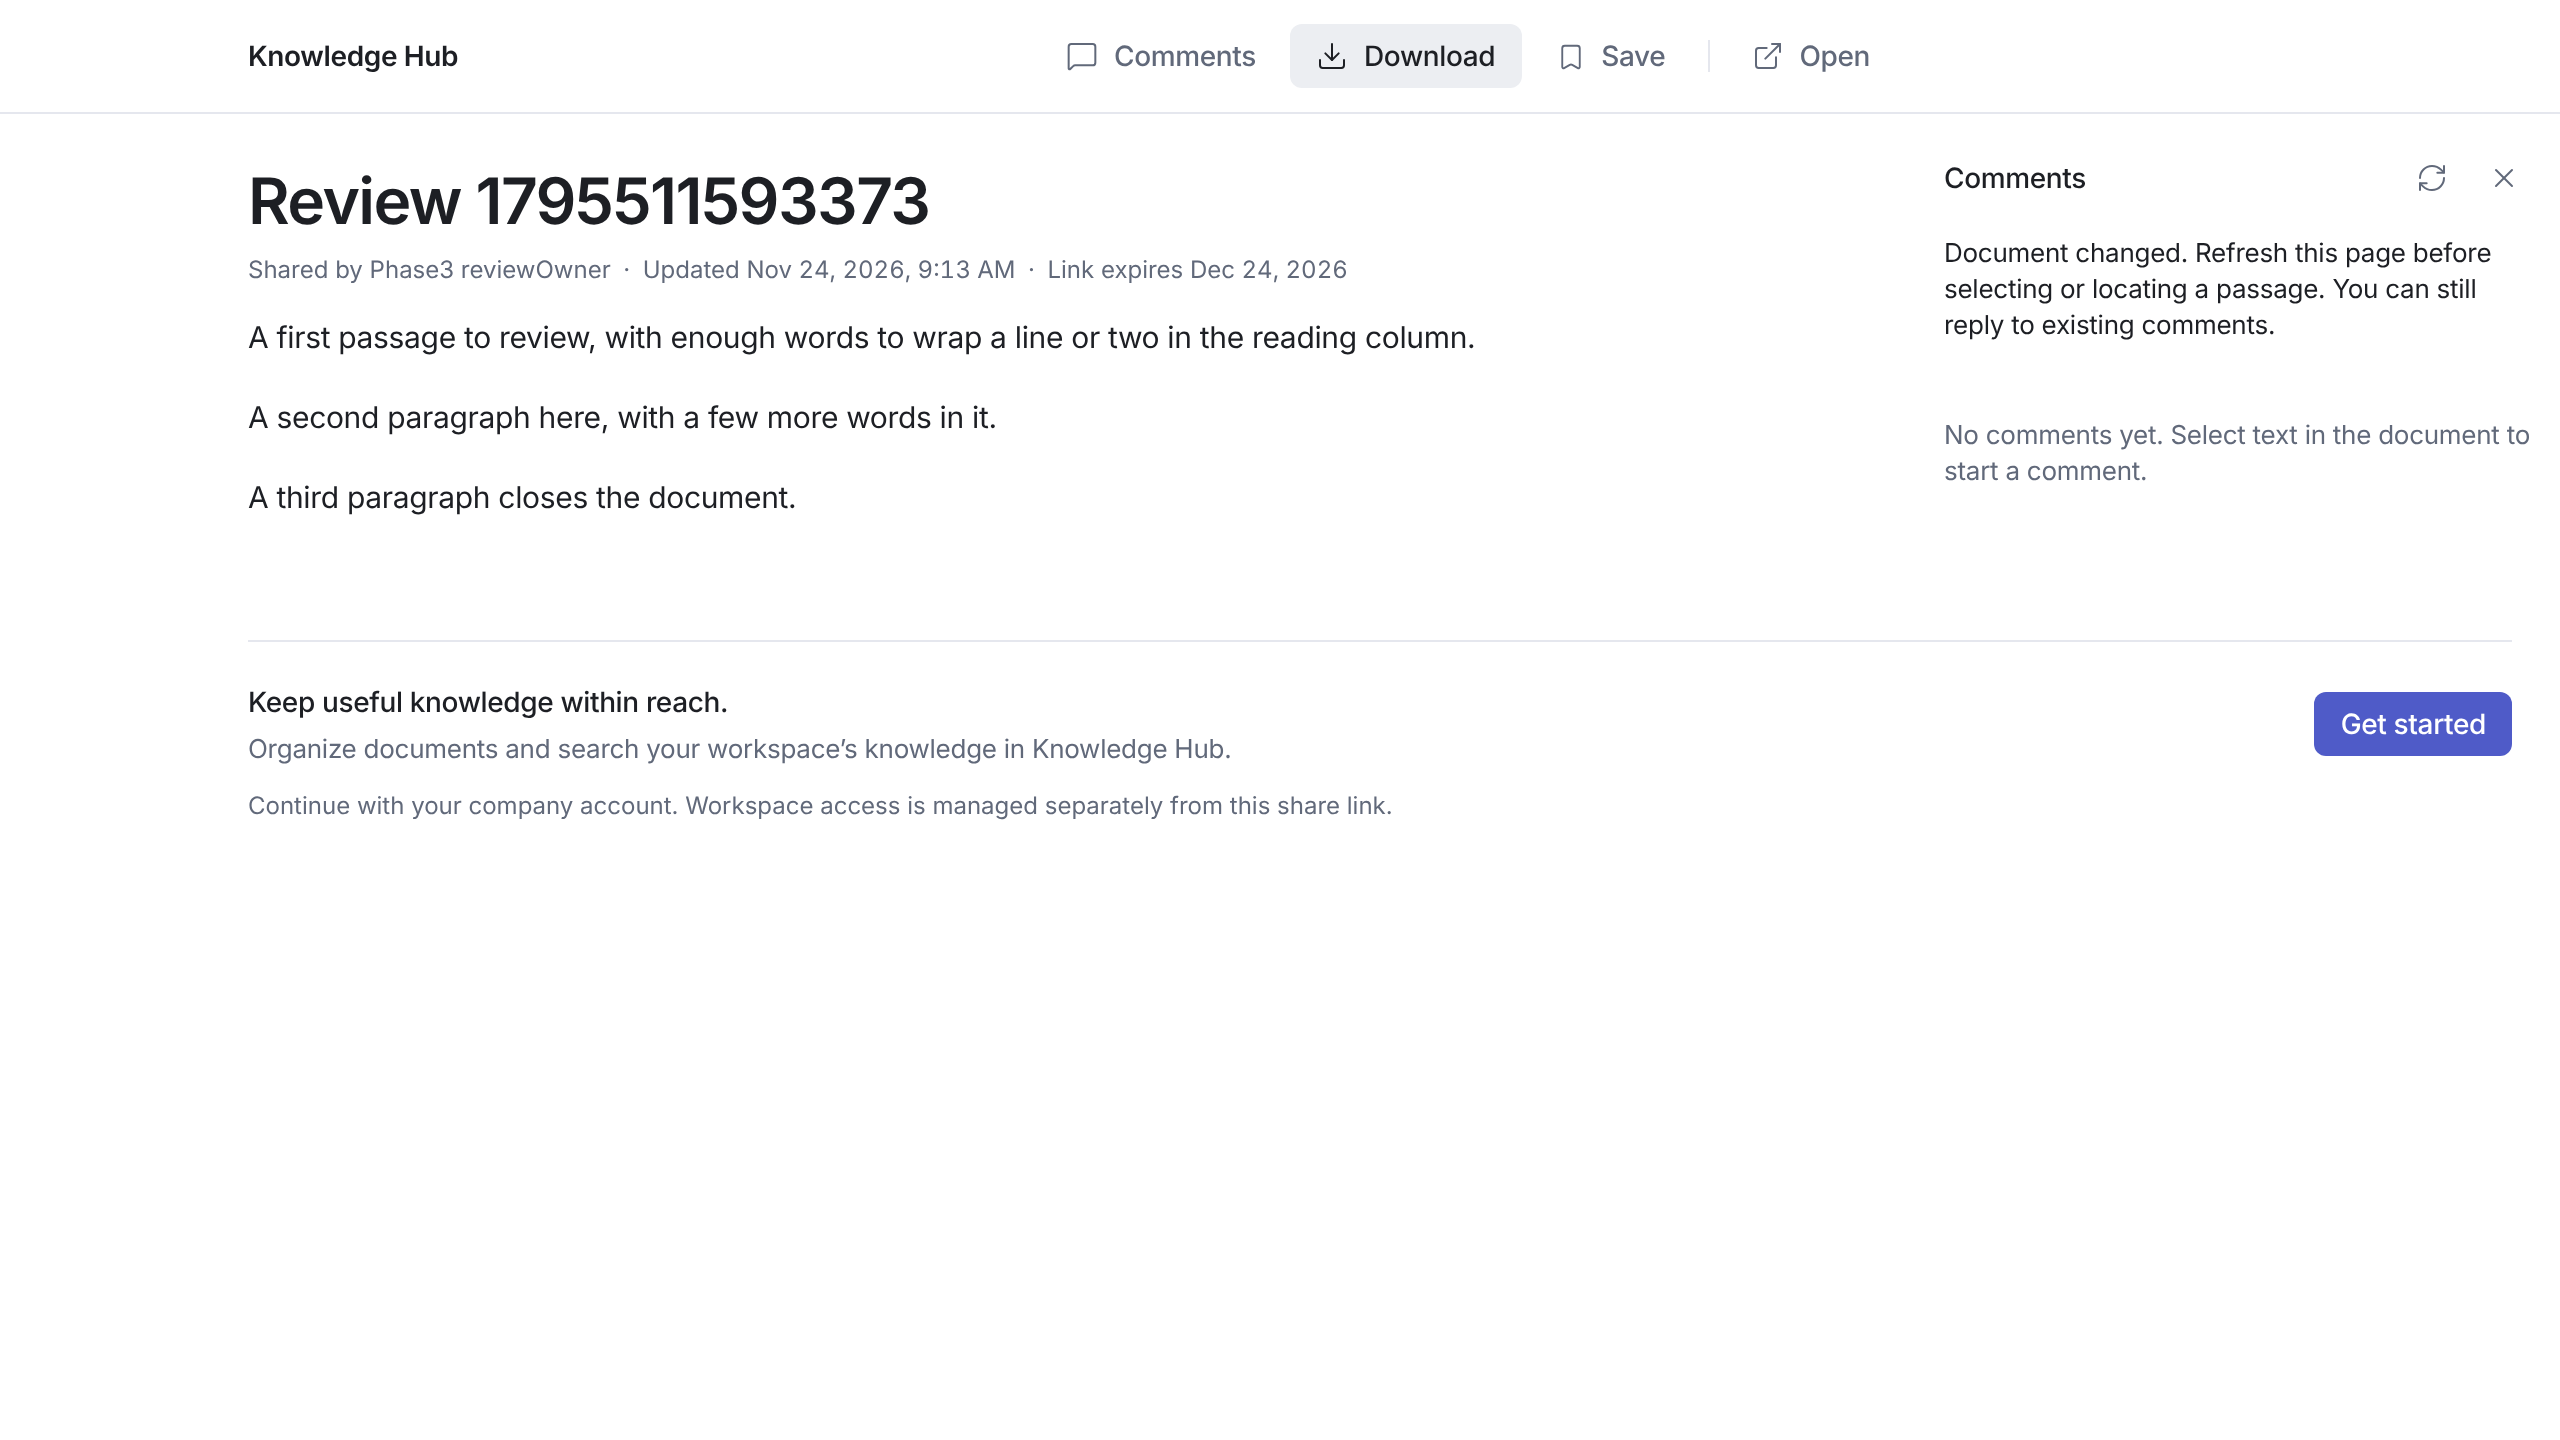 Knowledge Hub
Comments
Download
Save
Open
Review 1795511593373
Shared by Phase3 reviewOwner · Updated Nov 24, 2026, 9:13 AM · Link expires Dec 24, 2026
A first passage to review, with enough words to wrap a line or two in the reading column.
A second paragraph here, with a few more words in it.
A third paragraph closes the document.
Comments
Document changed. Refresh this page before
selecting or locating a passage. You can still
reply to existing comments.
No comments yet. Select text in the document to
start a comment.
Keep useful knowledge within reach.
Organize documents and search your workspace’s knowledge in Knowledge Hub.
Continue with your company account. Workspace access is managed separately from this share link.
Get started